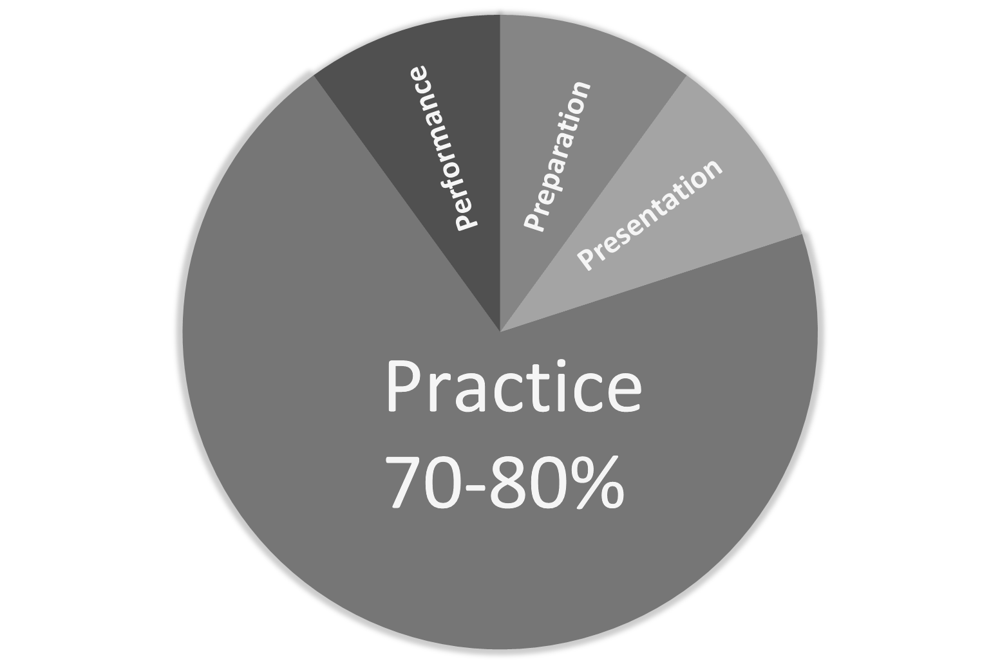 Performance
Preparation
Presentation
Practice
70-80%